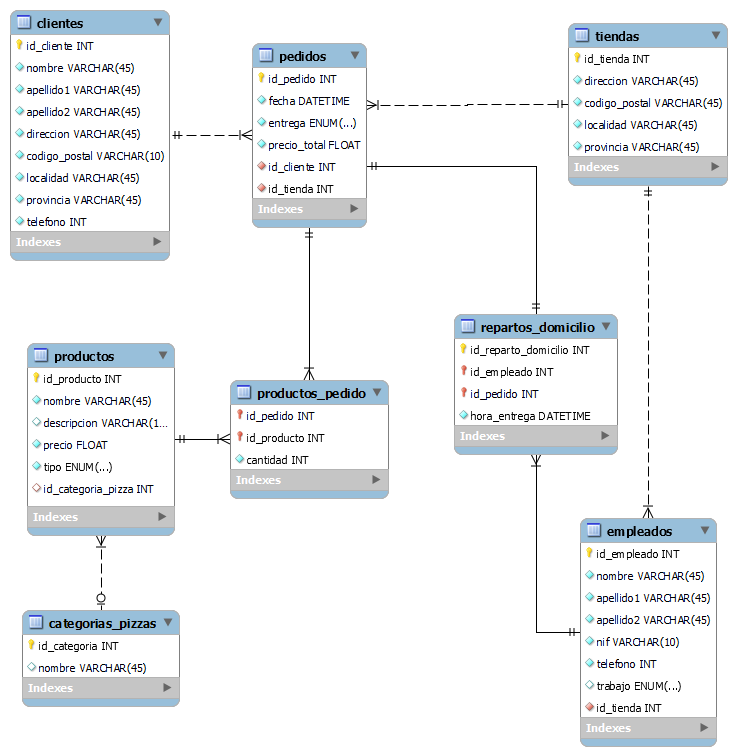 clientes
id_cliente INT
nombre VARCHAR(45)
apellido1 VARCHAR(45)
apellido2 VARCHAR(45)
direccion VARCHAR(45)
codigo_postal VARCHAR(10)
localidad VARCHAR(45)
provincia VARCHAR(45)
telefono INT
Indexes
pedidos
id_pedido INT
fecha DATETIME
entrega ENUM(...)
precio_total FLOAT
id_cliente INT
id_tienda INT
Indexes
tiendas
id_tienda INT
direccion VARCHAR(45)
codigo_postal VARCHAR(45)
localidad VARCHAR(45)
provincia VARCHAR(45)
Indexes
productos
id_producto INT
nombre VARCHAR(45)
descripcion VARCHAR(1...
precio FLOAT
tipo ENUM(...)
id_categoria_pizza INT
Indexes
productos_pedido
id_pedido INT
id_producto INT
cantidad INT
Indexes
repartos_domicilio
id_reparto_domicilio INT
id_empleado INT
id_pedido INT
hora_entrega DATETIME
Indexes
categorias_pizzas
id_categoria INT
nombre VARCHAR(45)
Indexes
empleados
id_empleado INT
nombre VARCHAR(45)
apellido1 VARCHAR(45)
apellido2 VARCHAR(45)
nif VARCHAR(10)
telefono INT
trabajo ENUM(...)
id_tienda INT
Indexes